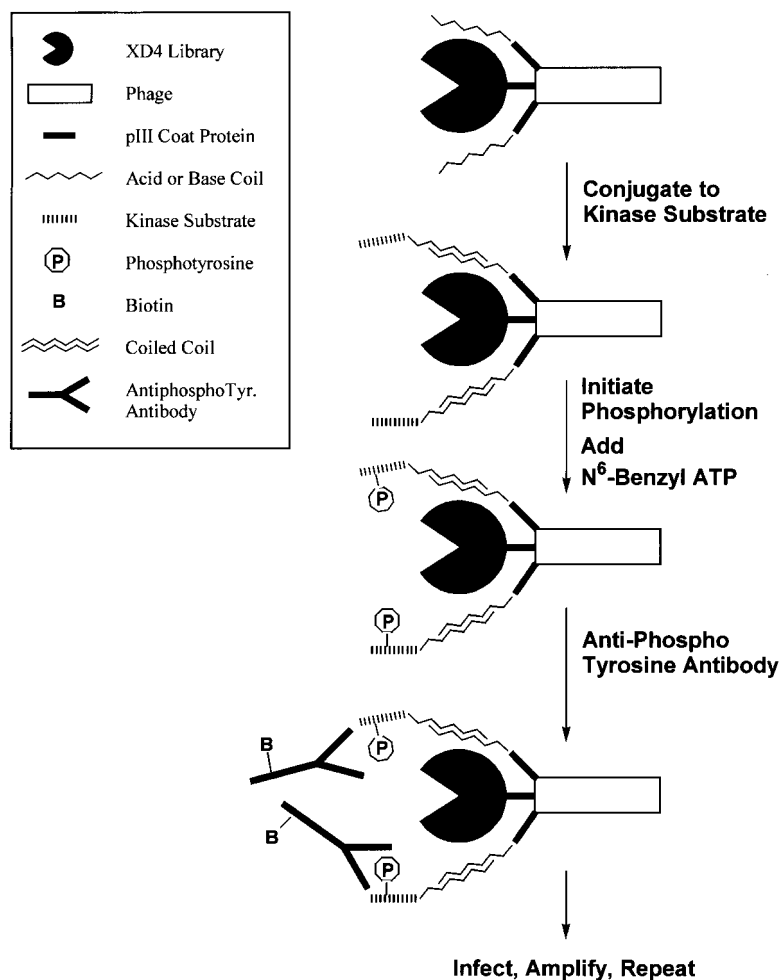 XD4 Library
Phage
pIII Coat Protein
Acid or Base Coil
Kinase Substrate
P
Phosphotyrosine
B
Biotin
Coiled Coil
AntiphosphoTyr.
Antibody
Conjugate to
Kinase Substrate
Initiate
Phosphorylation
Add
N⁶-Benzyl ATP
P
P
Anti-Phospho
Tyrosine Antibody
B
P
B
P
Infect, Amplify, Repeat